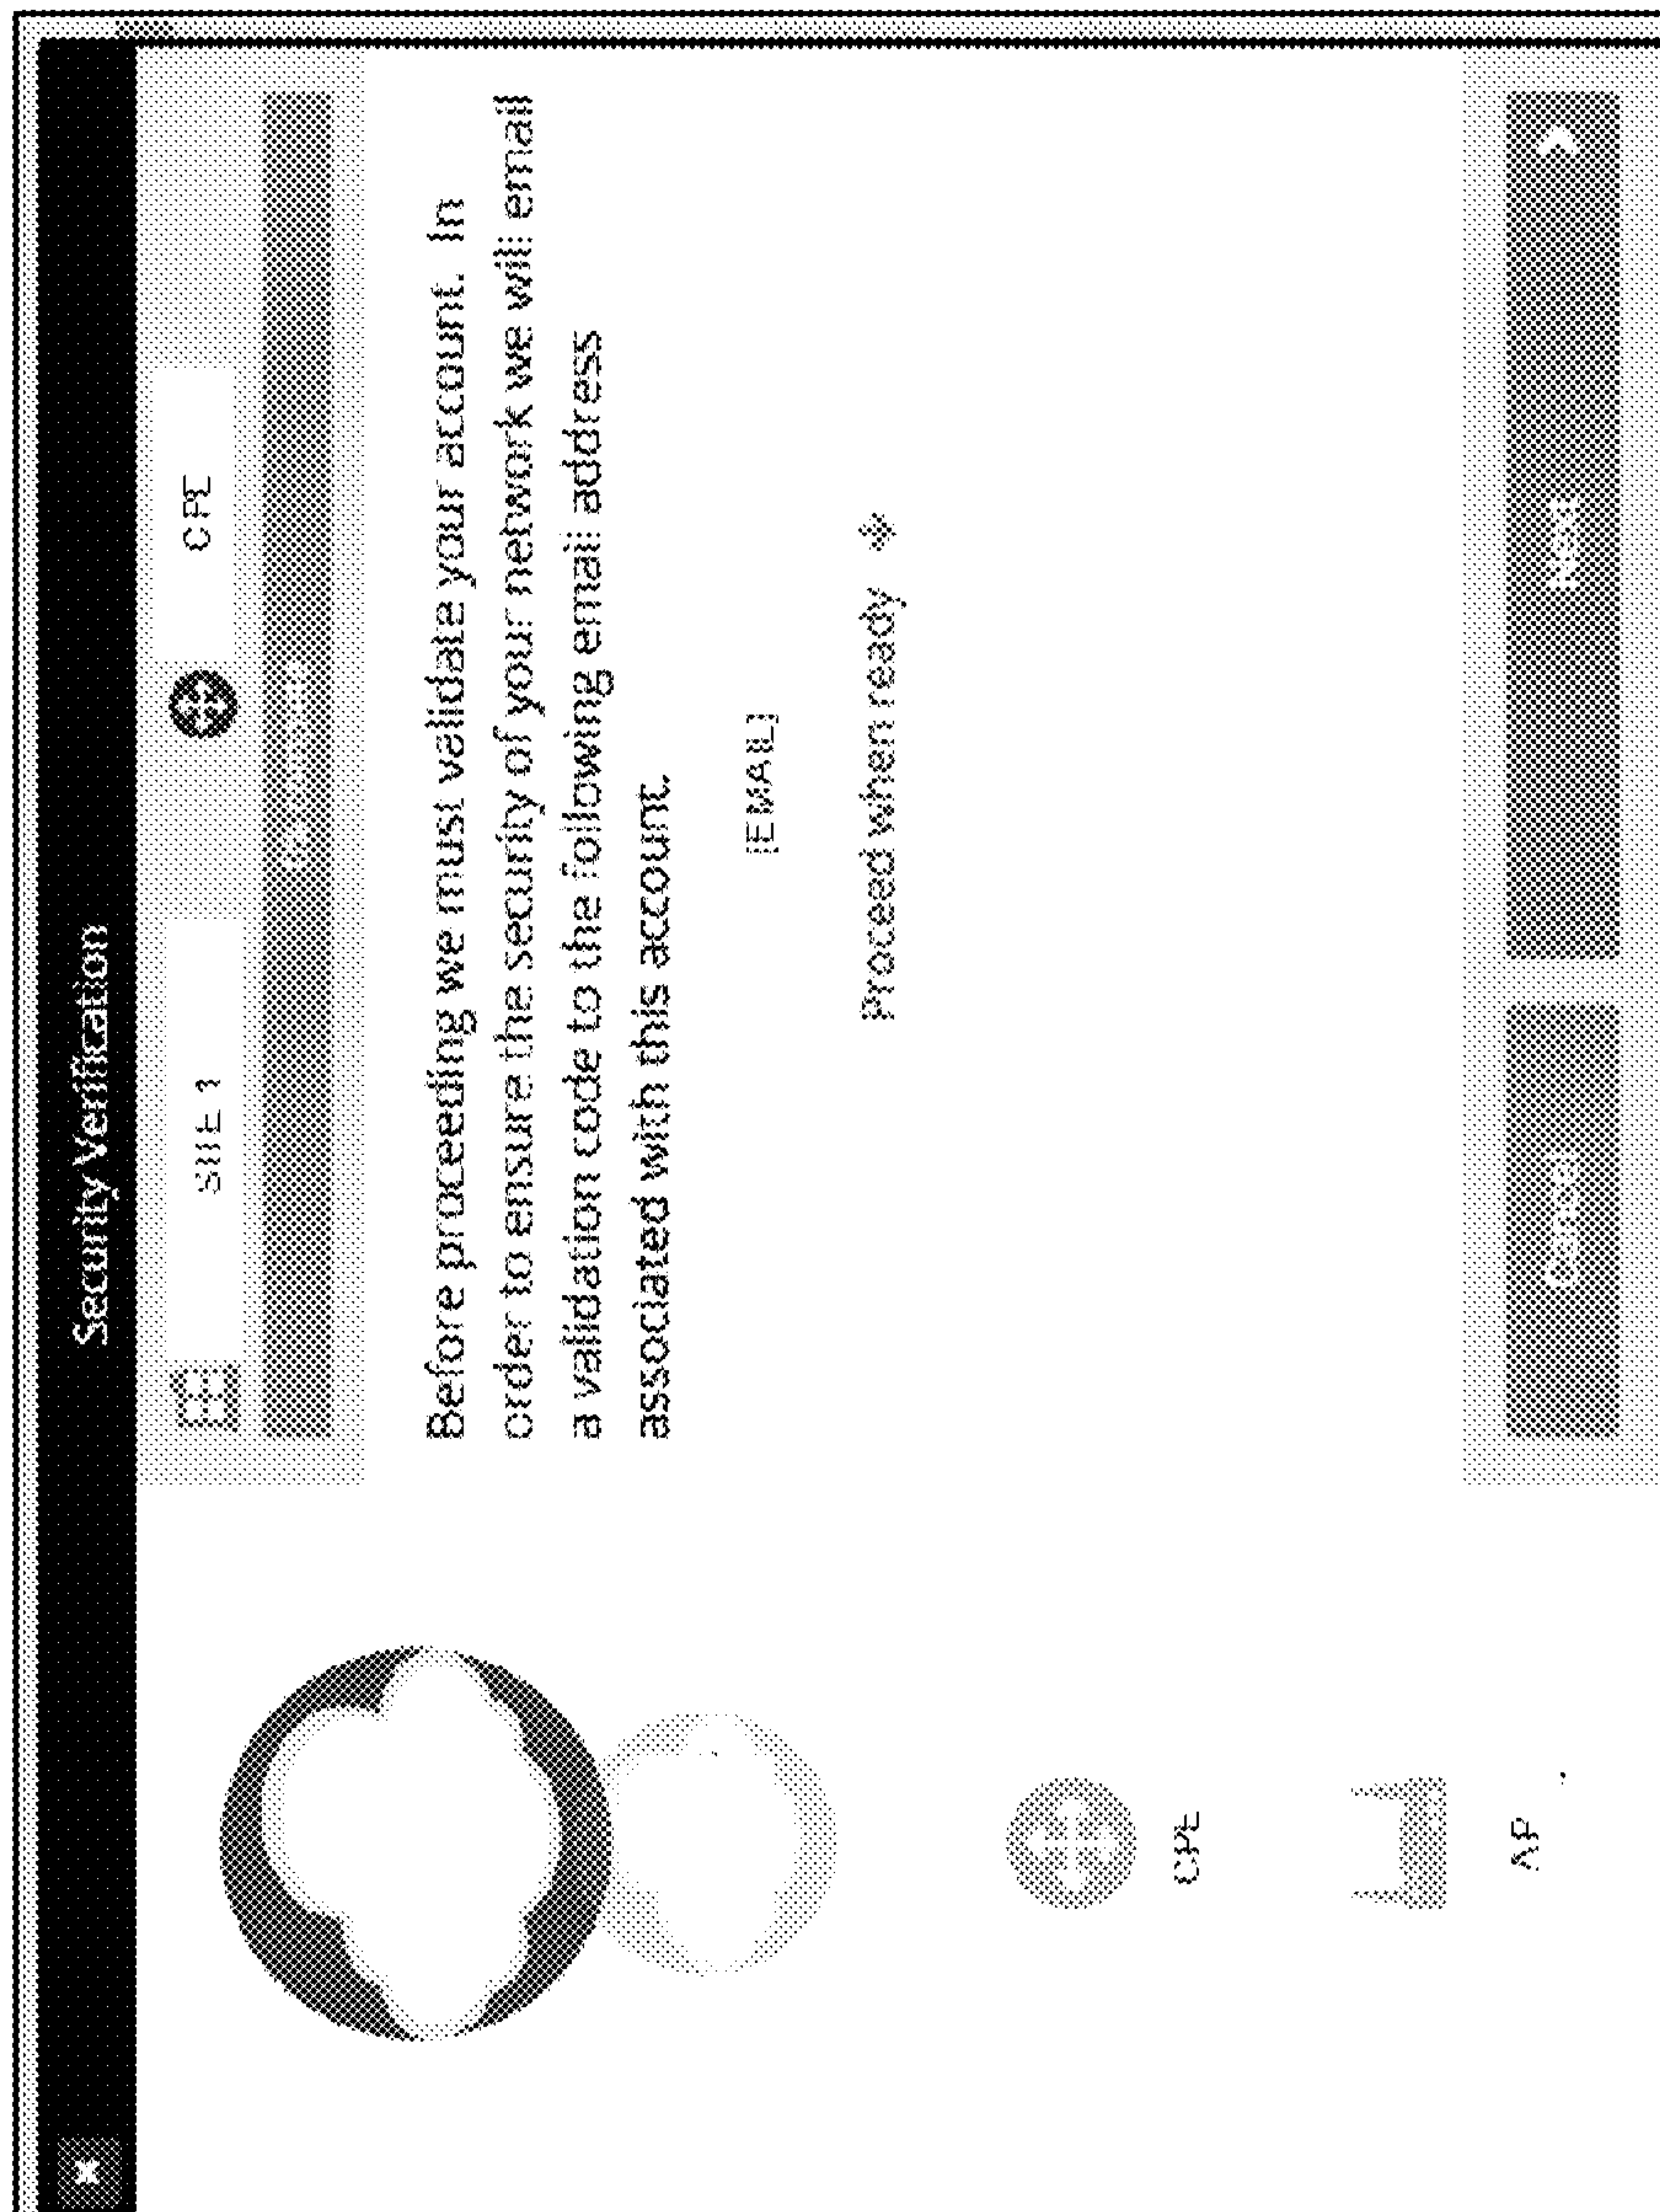 Security Verification
SITE 1
CPE
Before proceeding we must validate your account. In
order to ensure the security of your network we will email
a validation code to the following email address
associated with this account.
[EMAIL]
Proceed when ready
Cancel
Next
CPE
AP